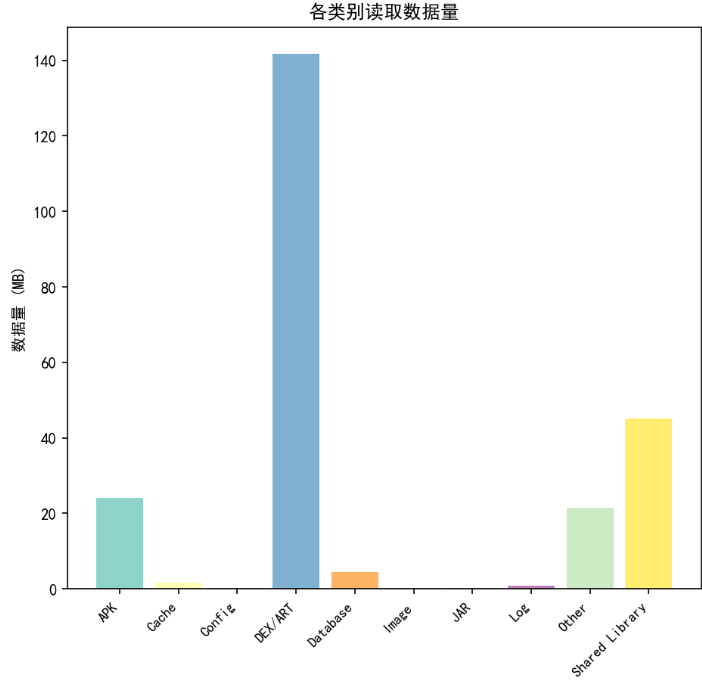 各类别读取数据量
数据量 (MB)
140
120
100
80
60
40
20
0
APK
Cache
Config
DEX/ART
Database
Image
JAR
Log
Other
Shared Library